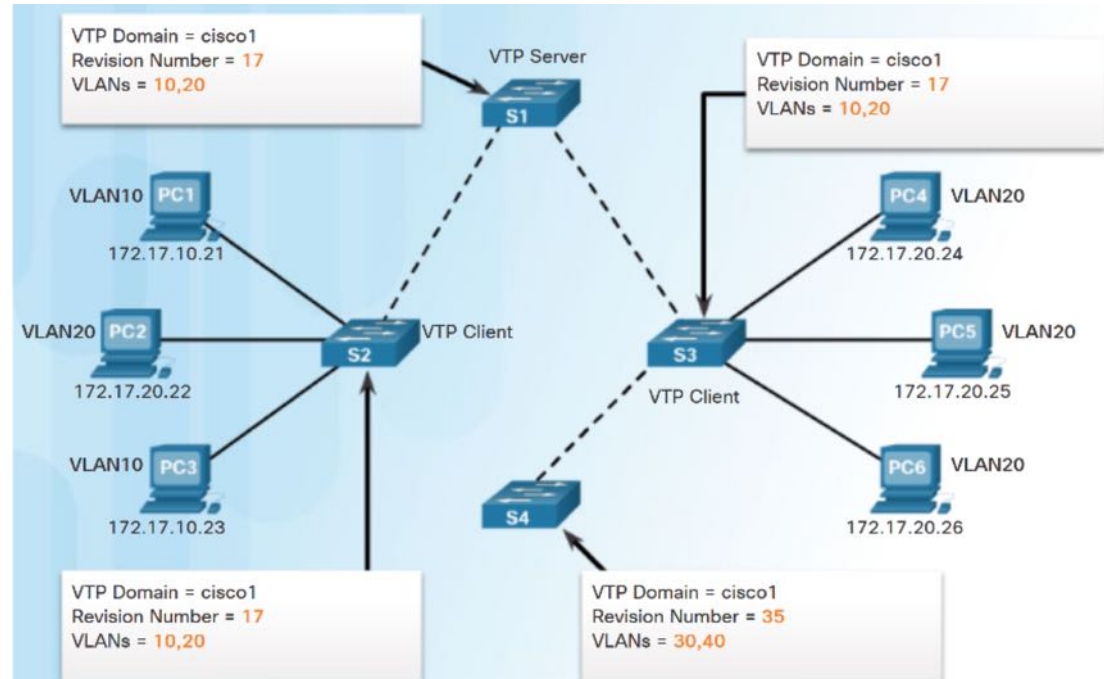 VTP Domain = cisco1
Revision Number = 17
VLANs = 10,20
VTP Server
S1
VTP Domain = cisco1
Revision Number = 17
VLANs = 10,20
VLAN10
PC1
172.17.10.21
PC4
VLAN20
172.17.20.24
VLAN20
PC2
172.17.20.22
S2
VTP Client
S3
VTP Client
PC5
VLAN20
172.17.20.25
VLAN10
PC3
172.17.10.23
S4
PC6
VLAN20
172.17.20.26
VTP Domain = cisco1
Revision Number = 17
VLANs = 10,20
VTP Domain = cisco1
Revision Number = 35
VLANs = 30,40